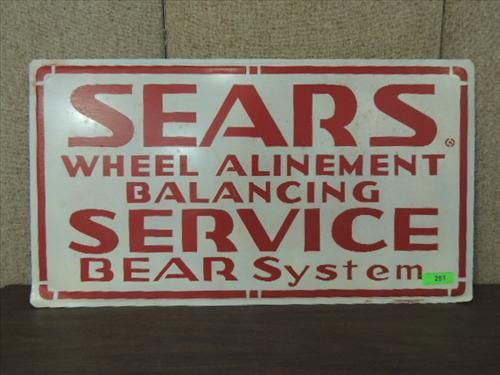 SEARS®
WHEEL ALINEMENT
BALANCING
SERVICE
BEAR System
251